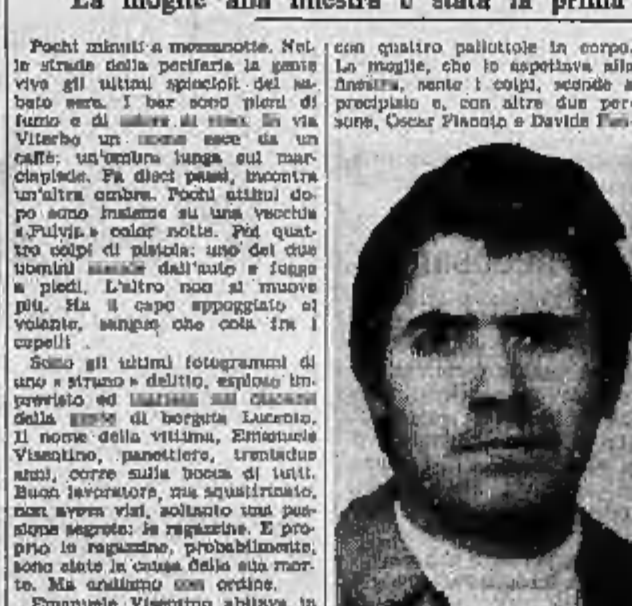 La moglie alla finestra è stata la prima
Pochi minuti a mezzanotte. Nel-
le strade della periferia la gente
vive gli ultimi spiccioli del sa-
bato sera. I bar sono pieni di
fumo e di di In via
Viterbo un uomo esce da un
caffè: un'ombra lunga sul mar-
ciapiede. Fa dieci passi, incontra
un'altra ombra. Pochi attimi do-
po sono insieme su una vecchia
« Fulvia » color notte. Poi quat-
tro colpi di pistola: uno dei due
uomini dall'auto e fugge
a piedi. L'altro non si muove
più. Ha il capo appoggiato al
volante, sangue che cola fra i
capelli.
Sono gli ultimi fotogrammi di
uno « strano » delitto, esploso im-
provviso ed
della di borgata Lucento.
Il nome della vittima, Emanuele
Visentino, panettiere, trentadue
anni, corre sulla bocca di tutti.
Buon lavoratore, ma squattrinato,
non aveva vizi, soltanto una pas-
sione segreta: le ragazzine. E pro-
prio le ragazzine, probabilmente,
sono state la causa della sua mor-
te. Ma andiamo con ordine.
Emanuele Visentino abitava in
con quattro pallottole in corpo.
La moglie, che lo aspettava alla
finestra, sente i colpi, scende a
precipizio e, con altre due per-
sone, Oscar e Davide